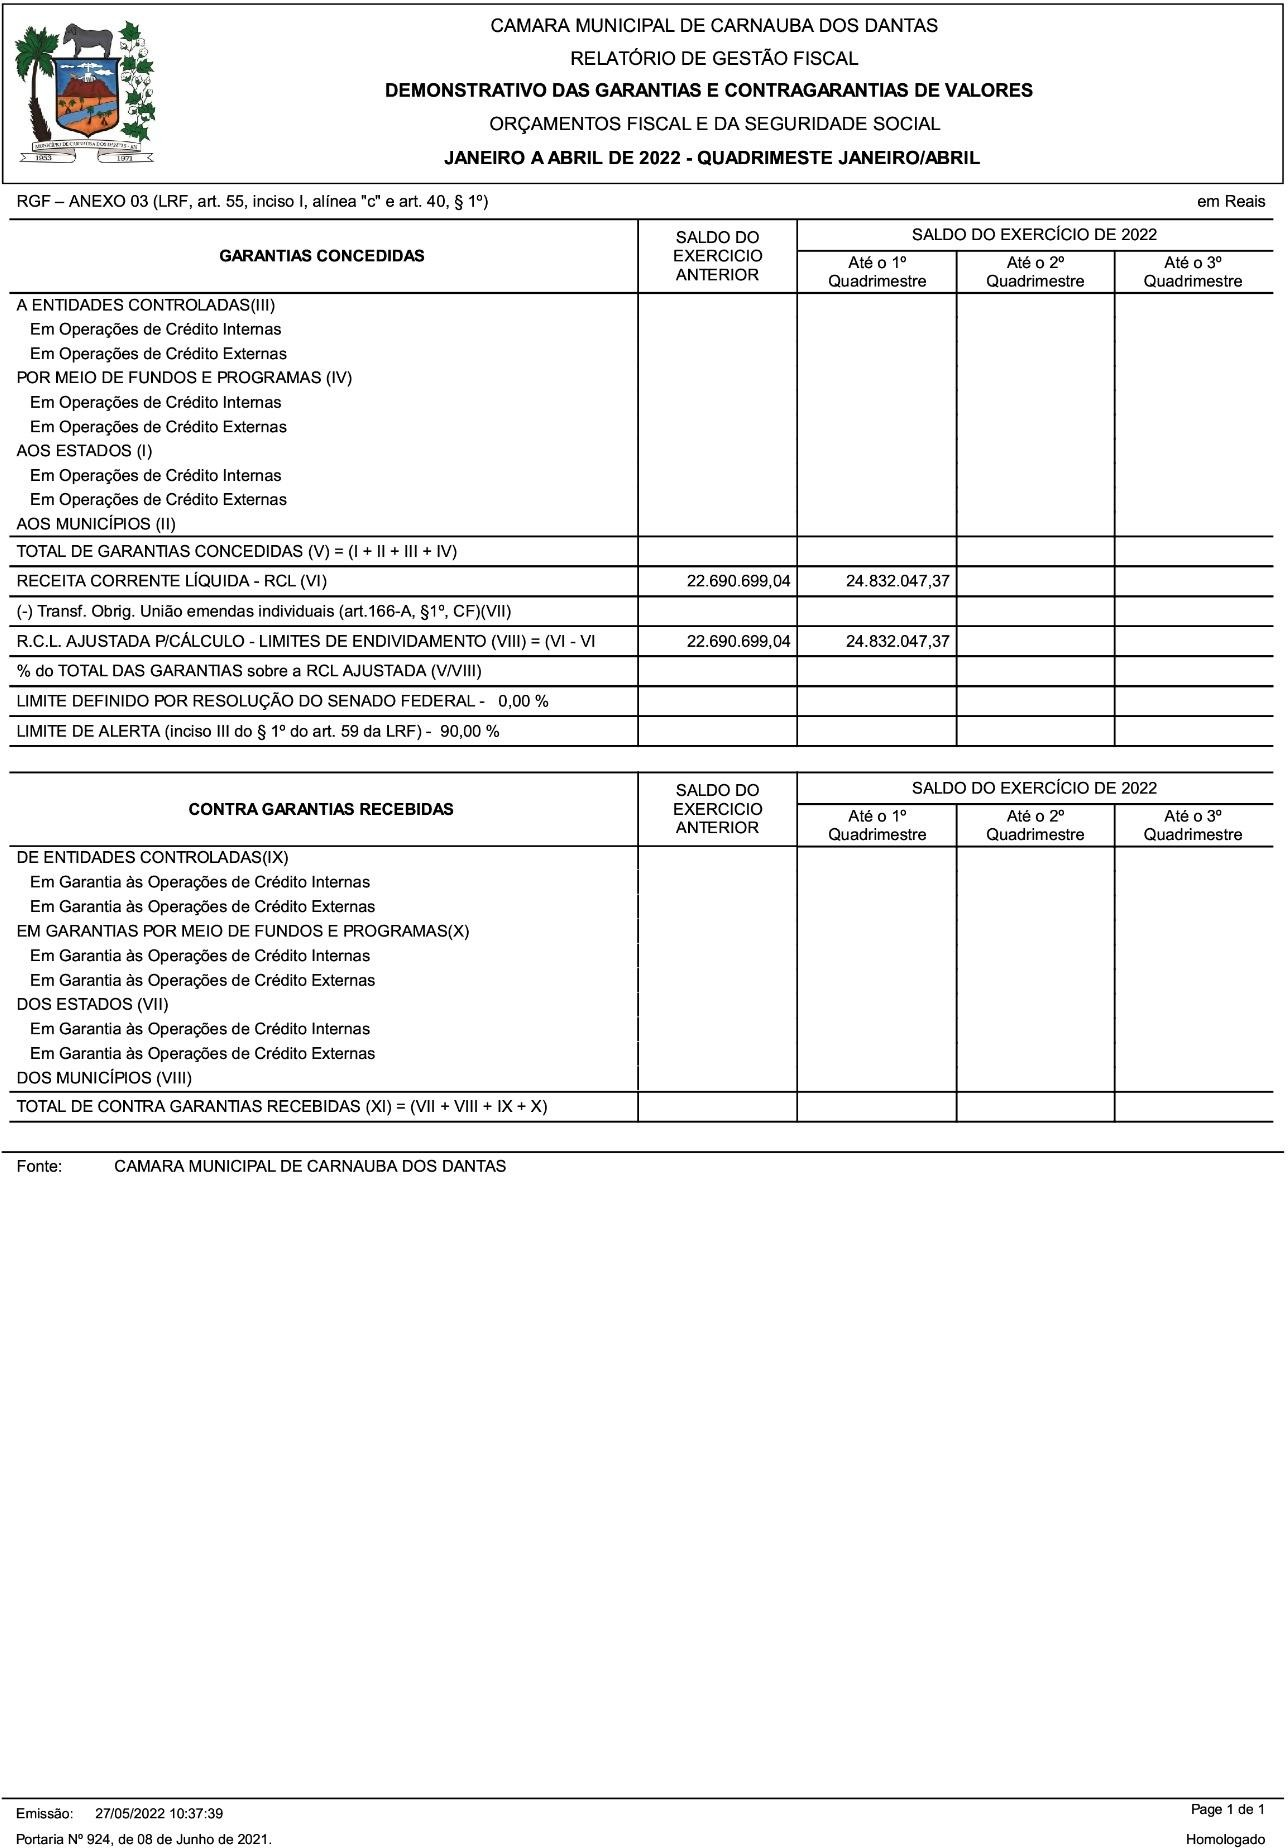 CAMARA MUNICIPAL DE CARNAUBA DOS DANTAS
RELATÓRIO DE GESTÃO FISCAL
DEMONSTRATIVO DAS GARANTIAS E CONTRAGARANTIAS DE VALORES
ORÇAMENTOS FISCAL E DA SEGURIDADE SOCIAL
JANEIRO A ABRIL DE 2022 - QUADRIMESTE JANEIRO/ABRIL
MUNICÍPIO DE CARNAUBA DOS DANTAS - RN
1953 1971
RGF – ANEXO 03 (LRF, art. 55, inciso I, alínea "c" e art. 40, § 1º) em Reais
GARANTIAS CONCEDIDAS
SALDO DO
EXERCICIO
ANTERIOR
SALDO DO EXERCÍCIO DE 2022
Até o 1º Quadrimestre
Até o 2º Quadrimestre
Até o 3º Quadrimestre
A ENTIDADES CONTROLADAS(III)
Em Operações de Crédito Internas
Em Operações de Crédito Externas
POR MEIO DE FUNDOS E PROGRAMAS (IV)
Em Operações de Crédito Internas
Em Operações de Crédito Externas
AOS ESTADOS (I)
Em Operações de Crédito Internas
Em Operações de Crédito Externas
AOS MUNICÍPIOS (II)
TOTAL DE GARANTIAS CONCEDIDAS (V) = (I + II + III + IV)
RECEITA CORRENTE LÍQUIDA - RCL (VI) 22.690.699,04 24.832.047,37
(-) Transf. Obrig. União emendas individuais (art.166-A, §1º, CF)(VII)
R.C.L. AJUSTADA P/CÁLCULO - LIMITES DE ENDIVIDAMENTO (VIII) = (VI - VI 22.690.699,04 24.832.047,37
% do TOTAL DAS GARANTIAS sobre a RCL AJUSTADA (V/VIII)
LIMITE DEFINIDO POR RESOLUÇÃO DO SENADO FEDERAL - 0,00 %
LIMITE DE ALERTA (inciso III do § 1º do art. 59 da LRF) - 90,00 %
CONTRA GARANTIAS RECEBIDAS
SALDO DO
EXERCICIO
ANTERIOR
SALDO DO EXERCÍCIO DE 2022
Até o 1º Quadrimestre
Até o 2º Quadrimestre
Até o 3º Quadrimestre
DE ENTIDADES CONTROLADAS(IX)
Em Garantia às Operações de Crédito Internas
Em Garantia às Operações de Crédito Externas
EM GARANTIAS POR MEIO DE FUNDOS E PROGRAMAS(X)
Em Garantia às Operações de Crédito Internas
Em Garantia às Operações de Crédito Externas
DOS ESTADOS (VII)
Em Garantia às Operações de Crédito Internas
Em Garantia às Operações de Crédito Externas
DOS MUNICÍPIOS (VIII)
TOTAL DE CONTRA GARANTIAS RECEBIDAS (XI) = (VII + VIII + IX + X)
Fonte: CAMARA MUNICIPAL DE CARNAUBA DOS DANTAS
Emissão: 27/05/2022 10:37:39 Page 1 de 1
Portaria Nº 924, de 08 de Junho de 2021. Homologado